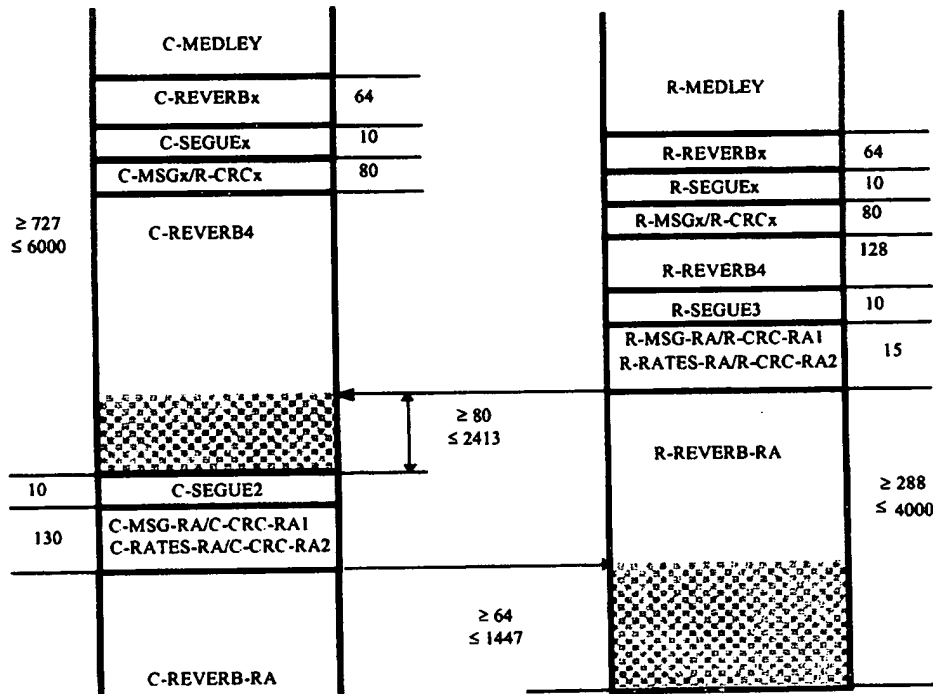 C-MEDLEY
C-REVERBx
64
C-SEGUEx
10
C-MSGx/R-CRCx
80
≥ 727
≤ 6000
C-REVERB4
≥ 80
≤ 2413
10
C-SEGUE2
130
C-MSG-RA/C-CRC-RA1
C-RATES-RA/C-CRC-RA2
≥ 64
≤ 1447
C-REVERB-RA
R-MEDLEY
R-REVERBx
64
R-SEGUEx
10
R-MSGx/R-CRCx
80
R-REVERB4
128
R-SEGUE3
10
R-MSG-RA/R-CRC-RA1
R-RATES-RA/R-CRC-RA2
15
R-REVERB-RA
≥ 288
≤ 4000